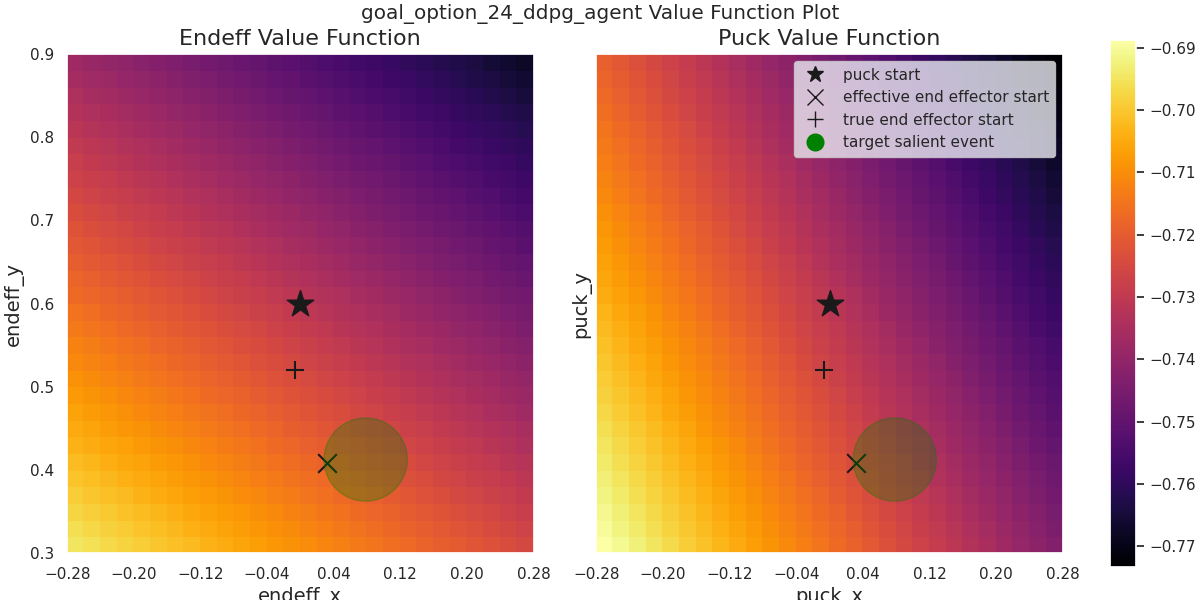 goal_option_24_ddpg_agent Value Function Plot
Endeff Value Function
Puck Value Function
0.9
0.8
0.7
0.6
0.5
0.4
0.3
endeff_y
−0.28 −0.20 −0.12 −0.04 0.04 0.12 0.20 0.28
endeff_x
puck_y
puck start
effective end effector start
true end effector start
target salient event
−0.28 −0.20 −0.12 −0.04 0.04 0.12 0.20 0.28
puck_x
−0.69
−0.70
−0.71
−0.72
−0.73
−0.74
−0.75
−0.76
−0.77